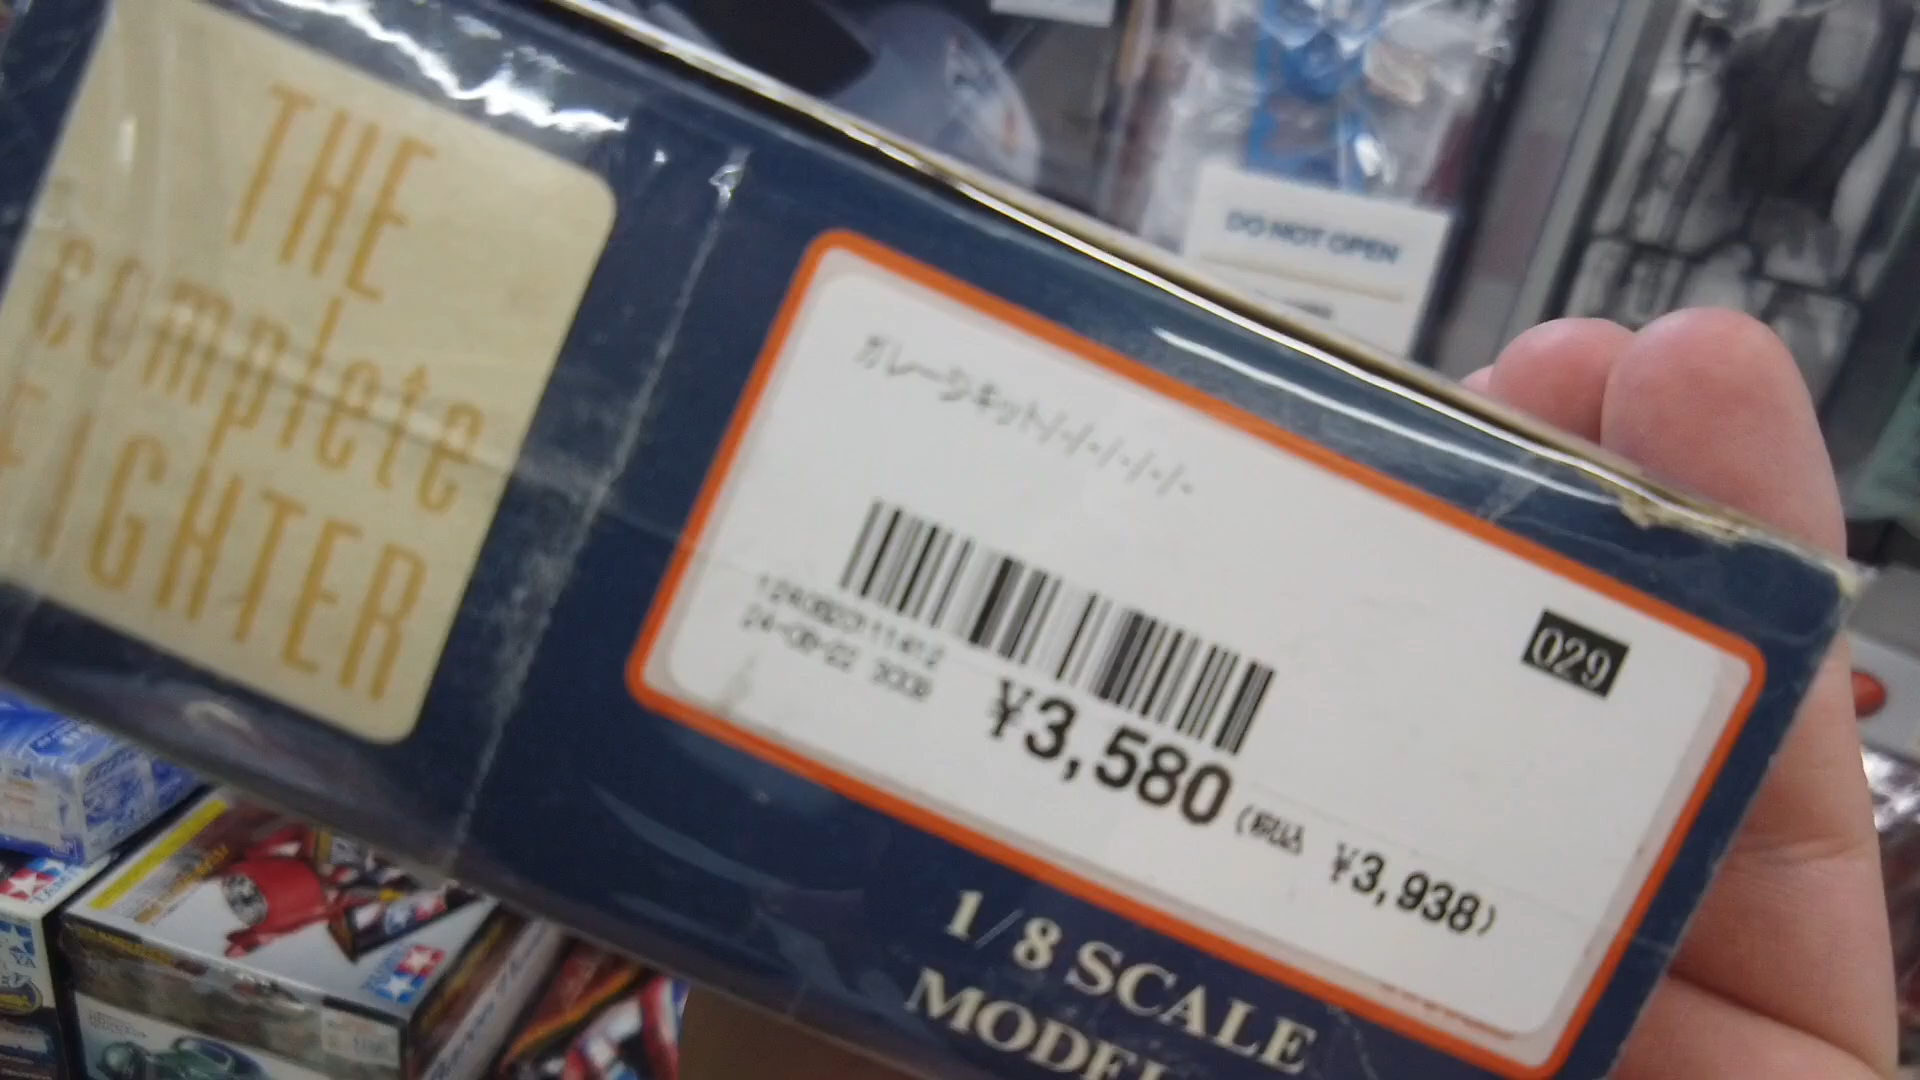 THE
complete
FIGHTER
ガレージキット/-/-/-/-/-
029
24-08-22
¥3,580 (税込 ¥3,938)
1/8 SCALE
MODEL
DO NOT OPEN